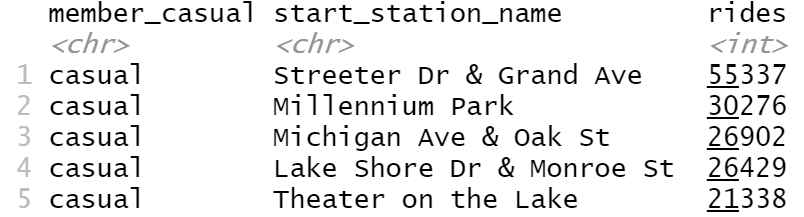 member_casual start_station_name rides
<chr> <chr> <int>
1 casual Streeter Dr & Grand Ave 55337
2 casual Millennium Park 30276
3 casual Michigan Ave & Oak St 26902
4 casual Lake Shore Dr & Monroe St 26429
5 casual Theater on the Lake 21338